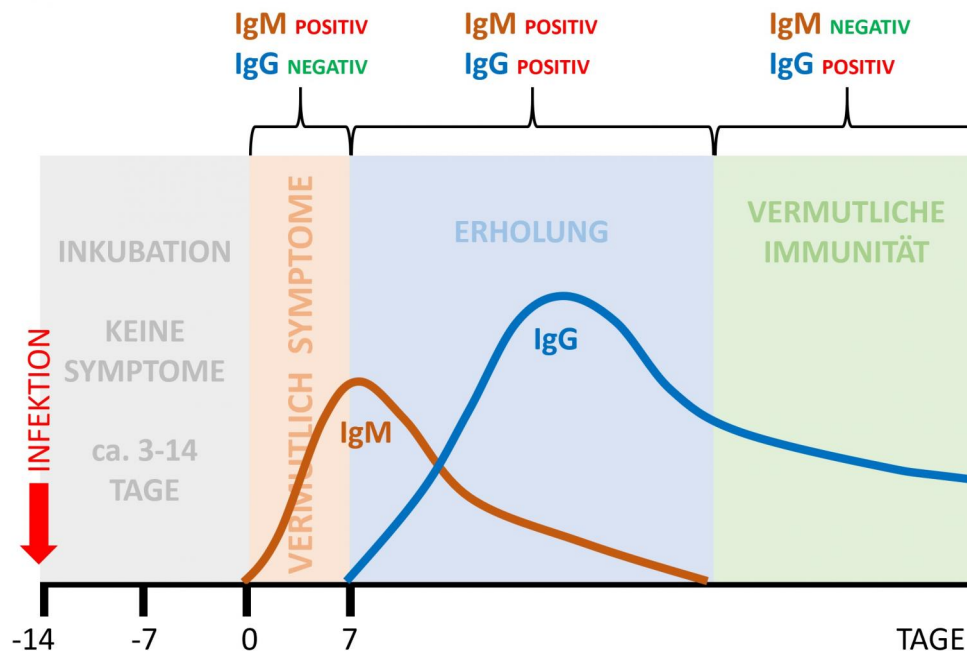 IgM POSITIV
IgG NEGATIV
IgM POSITIV
IgG POSITIV
IgM NEGATIV
IgG POSITIV
INFEKTION
INKUBATION
KEINE
SYMPTOME
ca. 3-14
TAGE
VERMUTLICH SYMPTOME
ERHOLUNG
VERMUTLICHE
IMMUNITÄT
IgM
IgG
-14 -7 0 7 TAGE